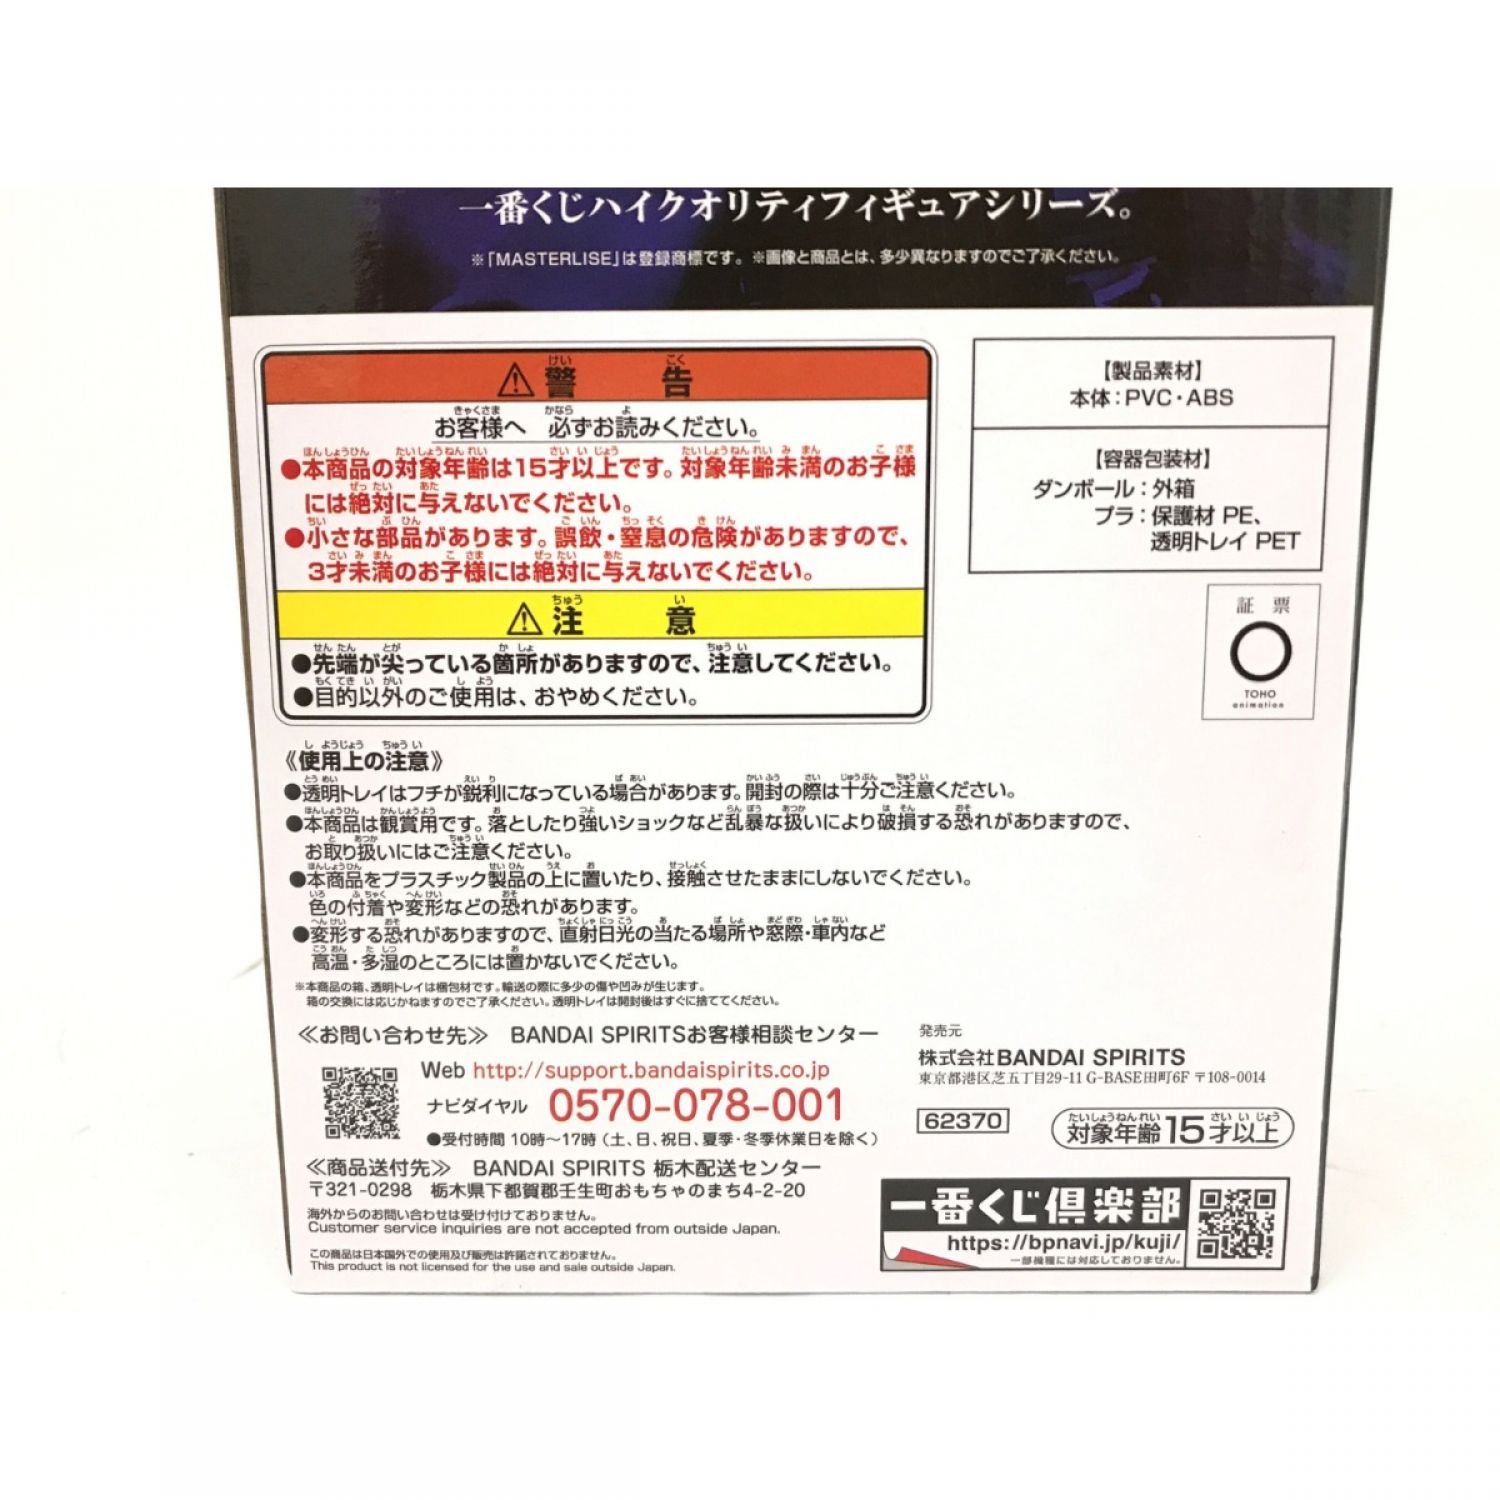 一番くじハイクオリティフィギュアシリーズ。
※「MASTERLISE」は登録商標です。※画像と商品とは、多少異なりますのでご了承ください。
⚠警告
お客様へ 必ずお読みください。
●本商品の対象年齢は15才以上です。対象年齢未満のお子様
には絶対に与えないでください。
●小さな部品があります。誤飲・窒息の危険がありますので、
3才未満のお子様には絶対に与えないでください。
⚠注意
●先端が尖っている箇所がありますので、注意してください。
●目的以外のご使用は、おやめください。
【製品素材】
本体：PVC・ABS
【容器包装材】
ダンボール：外箱
プラ：保護材 PE、
透明トレイ PET
証票
TOHO
animation
《使用上の注意》
●透明トレイはフチが鋭利になっている場合があります。開封の際は十分ご注意ください。
●本商品は観賞用です。落としたり強いショックなど乱暴な扱いにより破損する恐れがありますので、
お取り扱いにはご注意ください。
●本商品をプラスチック製品の上に置いたり、接触させたままにしないでください。
色の付着や変形などの恐れがあります。
●変形する恐れがありますので、直射日光の当たる場所や窓際・車内など
高温・多湿のところには置かないでください。
※本商品の箱、透明トレイは梱包材です。輸送の際に多少の傷や凹みが生じます。
箱の交換には応じかねますのでご了承ください。透明トレイは開封後はすぐに捨ててください。
≪お問い合わせ先≫ BANDAI SPIRITSお客様相談センター
Web http://support.bandaispirits.co.jp
ナビダイヤル 0570-078-001
●受付時間 10時～17時（土、日、祝日、夏季・冬季休業日を除く）
≪商品送付先≫ BANDAI SPIRITS 栃木配送センター
〒321-0298 栃木県下都賀郡壬生町おもちゃのまち4-2-20
海外からのお問い合わせは受け付けておりません。
Customer service inquiries are not accepted from outside Japan.
この商品は日本国外での使用及び販売は許諾されておりません。
This product is not licensed for the use and sale outside Japan.
発売元
株式会社BANDAI SPIRITS
東京都港区芝五丁目29-11 G-BASE田町6F 〒108-0014
62370
対象年齢15才以上
一番くじ倶楽部
https://bpnavi.jp/kuji/
一部機種には対応しておりません。